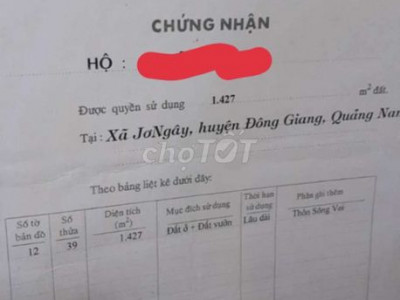 CHỨNG NHẬN
HỘ :
Được quyền sử dụng 1.427 m² đất
Tại : Xã JơNgây, huyện Đông Giang, Quảng Nam
choTỐT
Theo bảng liệt kê dưới đây:
Số tờ bản đồ | Số thửa | Diện tích (m²) | Mục đích sử dụng | Thời hạn sử dụng | Phần ghi thêm
12 | 39 | 1.427 | Đất ở + Đất vườn | Lâu dài | Thôn Sông Voi